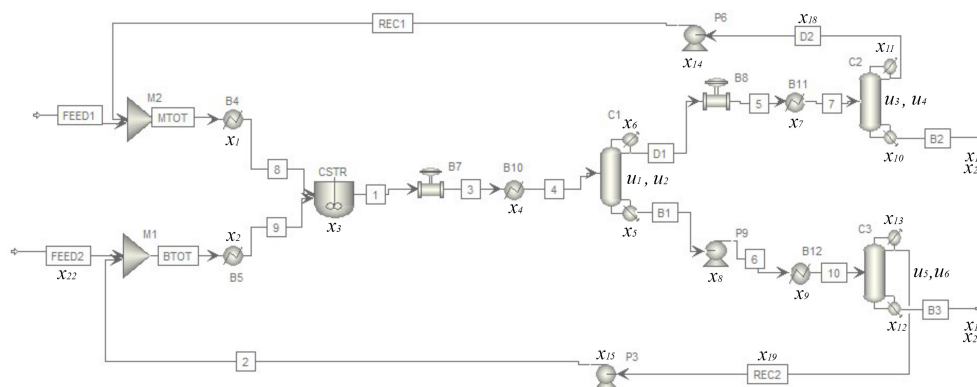 REC1
P6
x14
x18
D2
x11
C2
u3 , u4
B8
5
B11
x7
7
x10
B2
FEED1
M2
MTOT
B4
x1
8
CSTR
x3
1
B7
3
B10
x4
4
C1
x6
D1
u1 , u2
x5
B1
FEED2
x22
M1
BTOT
x2
B5
9
P9
x8
6
B12
x9
10
x13
C3
u5,u6
x12
B3
2
x15
P3
x19
REC2